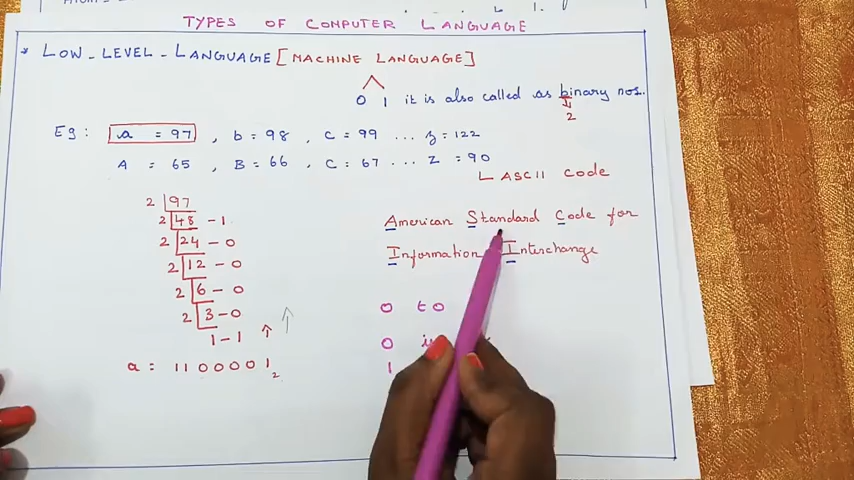 TYPES OF COMPUTER LANGUAGE
* LOW-LEVEL-LANGUAGE [MACHINE LANGUAGE]
0 1 it is also called as binary nos.
2
Eg: a = 97, b = 98, c = 99 ... z = 122
A = 65, B = 66, C = 67 ... Z = 90
ASCII code
American Standard Code for
Information Interchange
2 97
2 48 - 1
2 24 - 0
2 12 - 0
2 6 - 0
2 3 - 0
1 - 1
a = 1100001₂
0 to
0
1